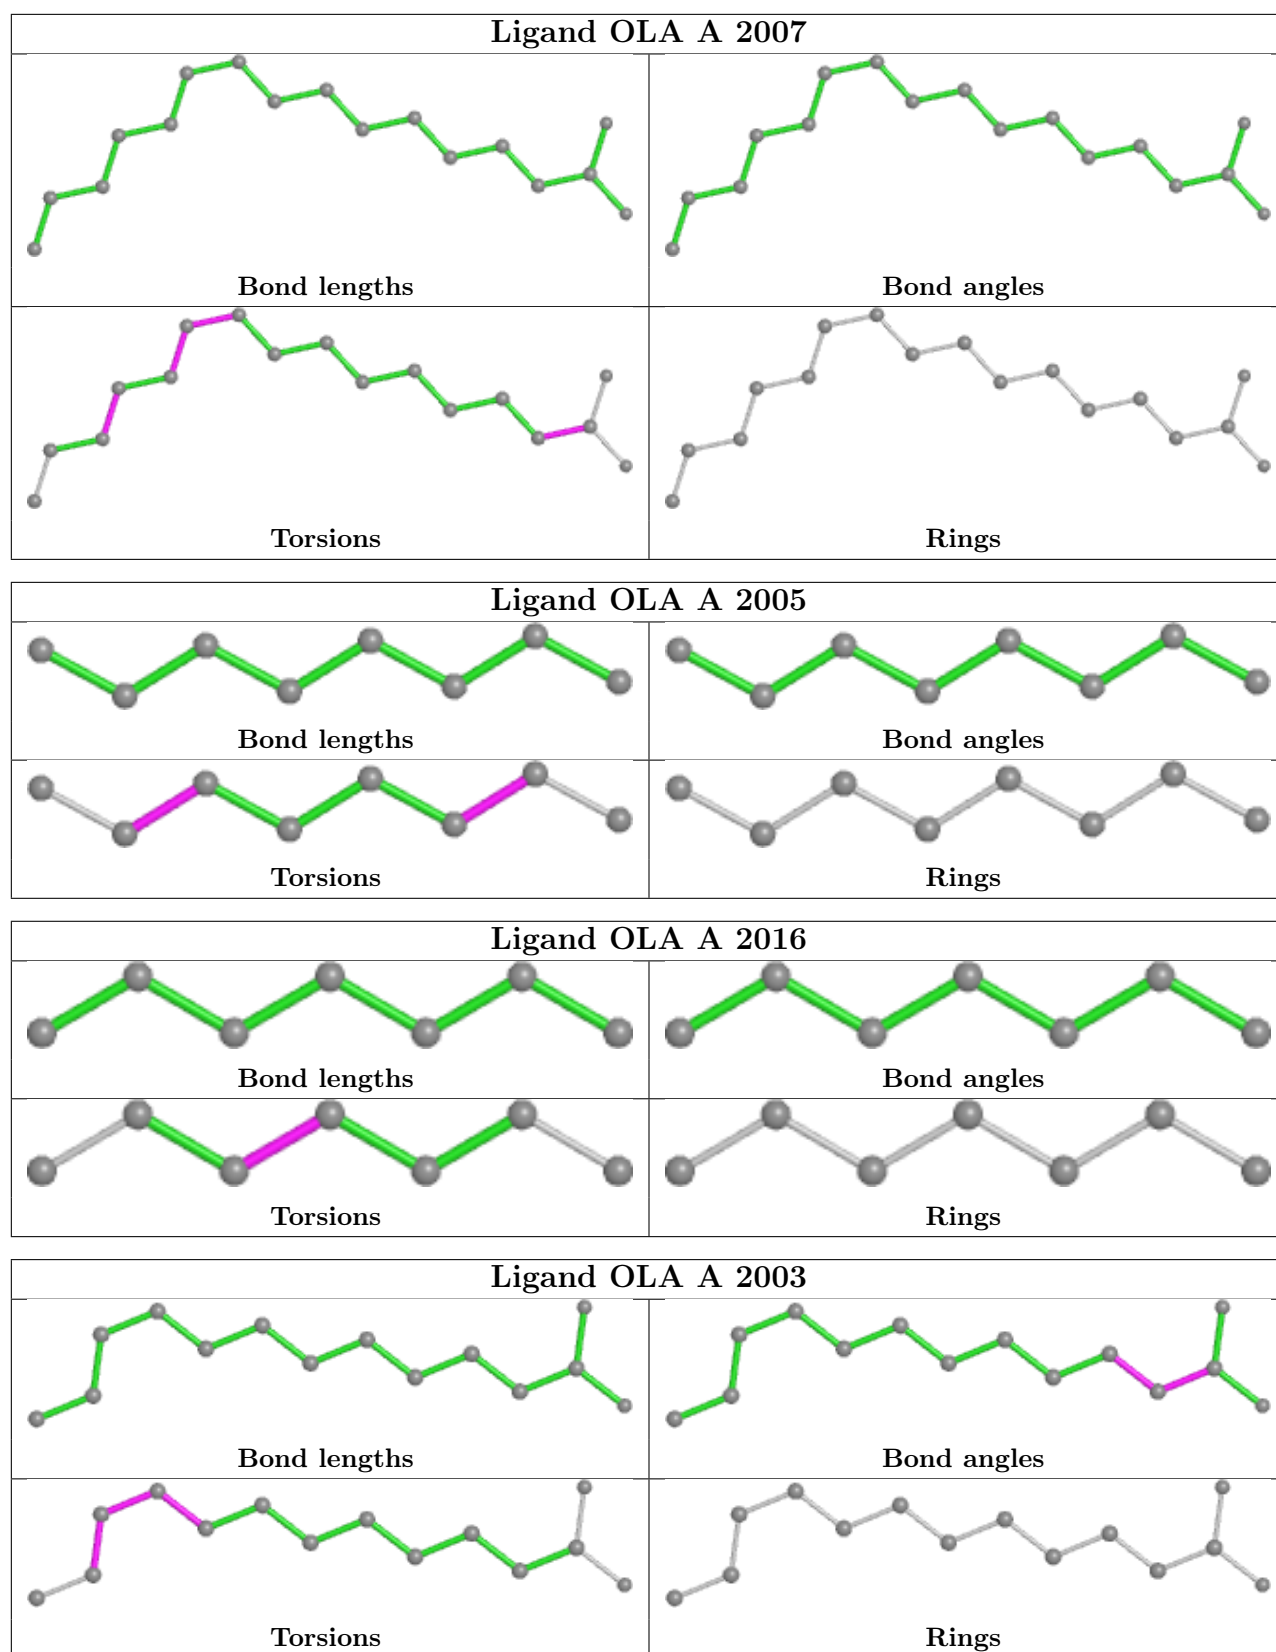 Ligand OLA A 2007
Bond lengths
Bond angles
Torsions
Rings
Ligand OLA A 2005
Bond lengths
Bond angles
Torsions
Rings
Ligand OLA A 2016
Bond lengths
Bond angles
Torsions
Rings
Ligand OLA A 2003
Bond lengths
Bond angles
Torsions
Rings